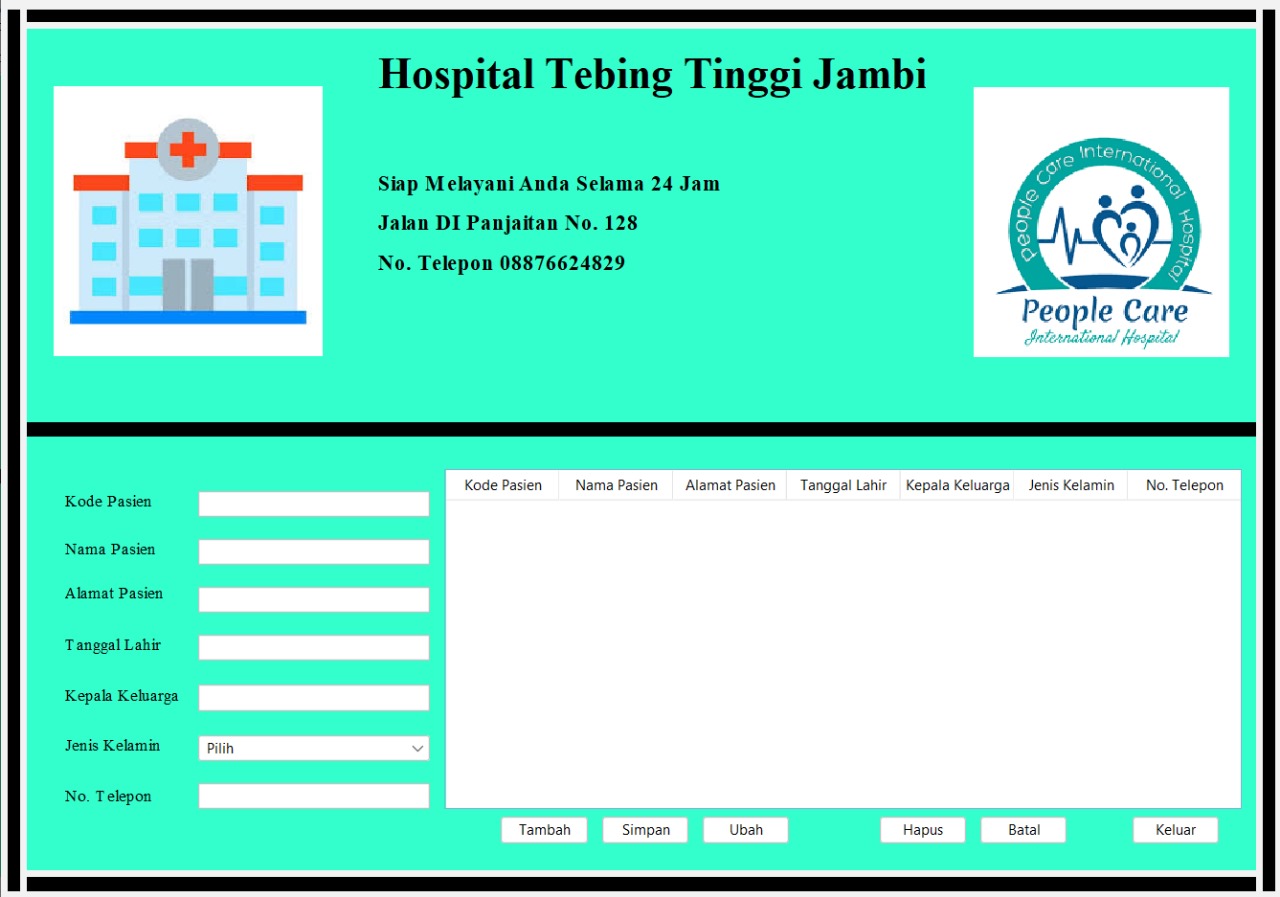 Hospital Tebing Tinggi Jambi
Siap Melayani Anda Selama 24 Jam
Jalan DI Panjaitan No. 128
No. Telepon 08876624829
People Care International Hospital
People Care
International Hospital
Kode Pasien
Nama Pasien
Alamat Pasien
Tanggal Lahir
Kepala Keluarga
Jenis Kelamin Pilih
No. Telepon
Kode Pasien Nama Pasien Alamat Pasien Tanggal Lahir Kepala Keluarga Jenis Kelamin No. Telepon
Tambah Simpan Ubah Hapus Batal Keluar